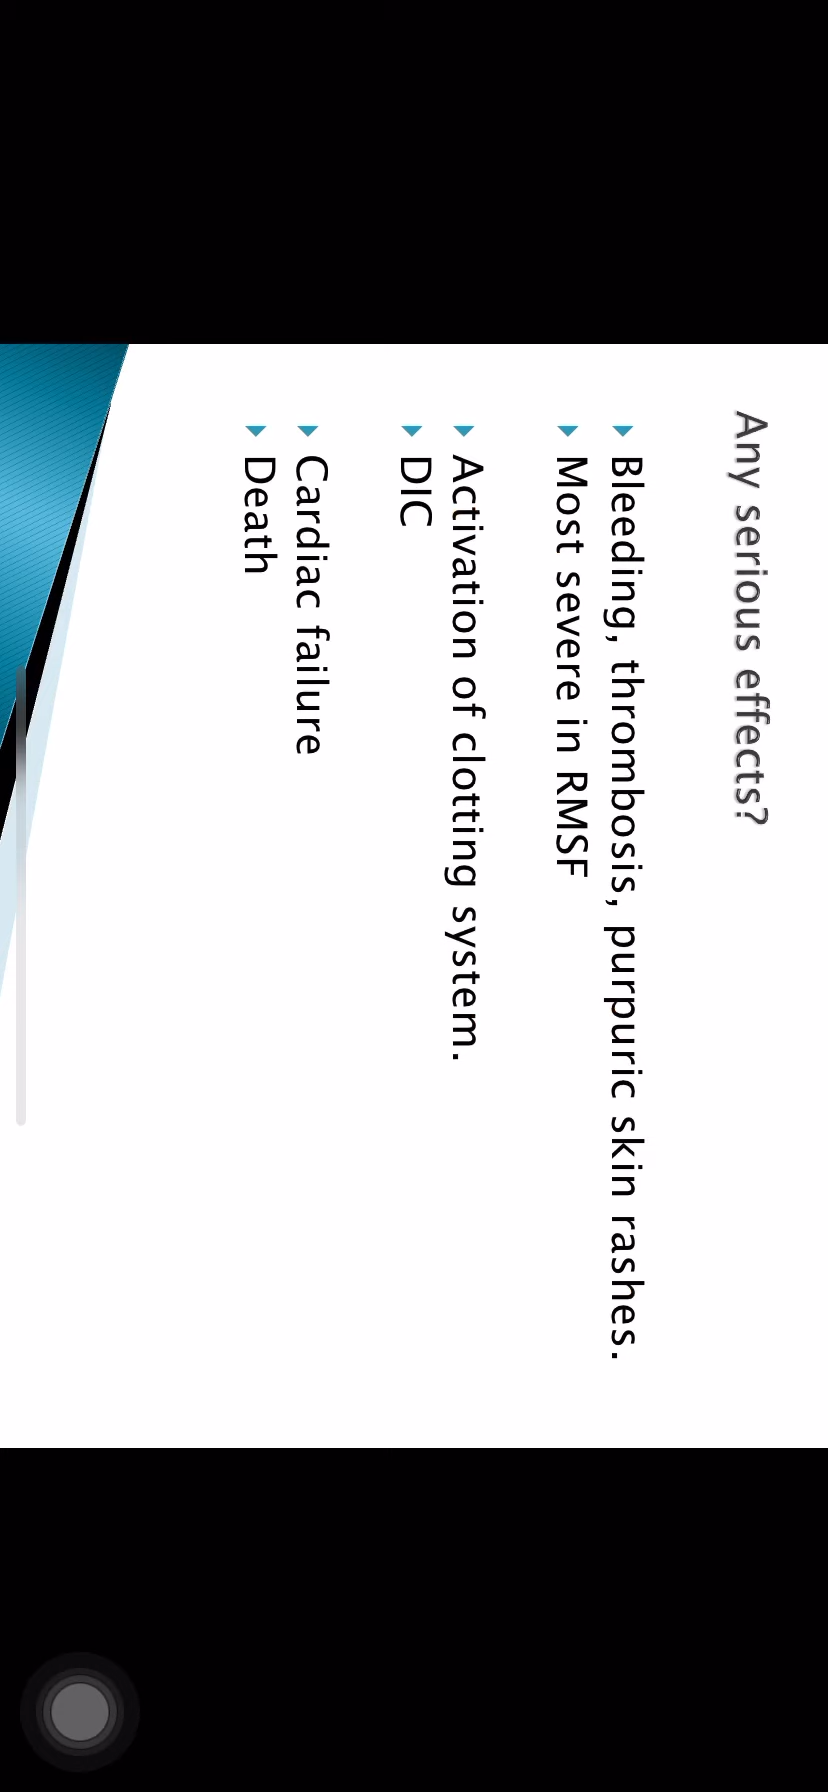 Any serious effects?
Bleeding, thrombosis, purpuric skin rashes.
Most severe in RMSF
Activation of clotting system.
DIC
Cardiac failure
Death